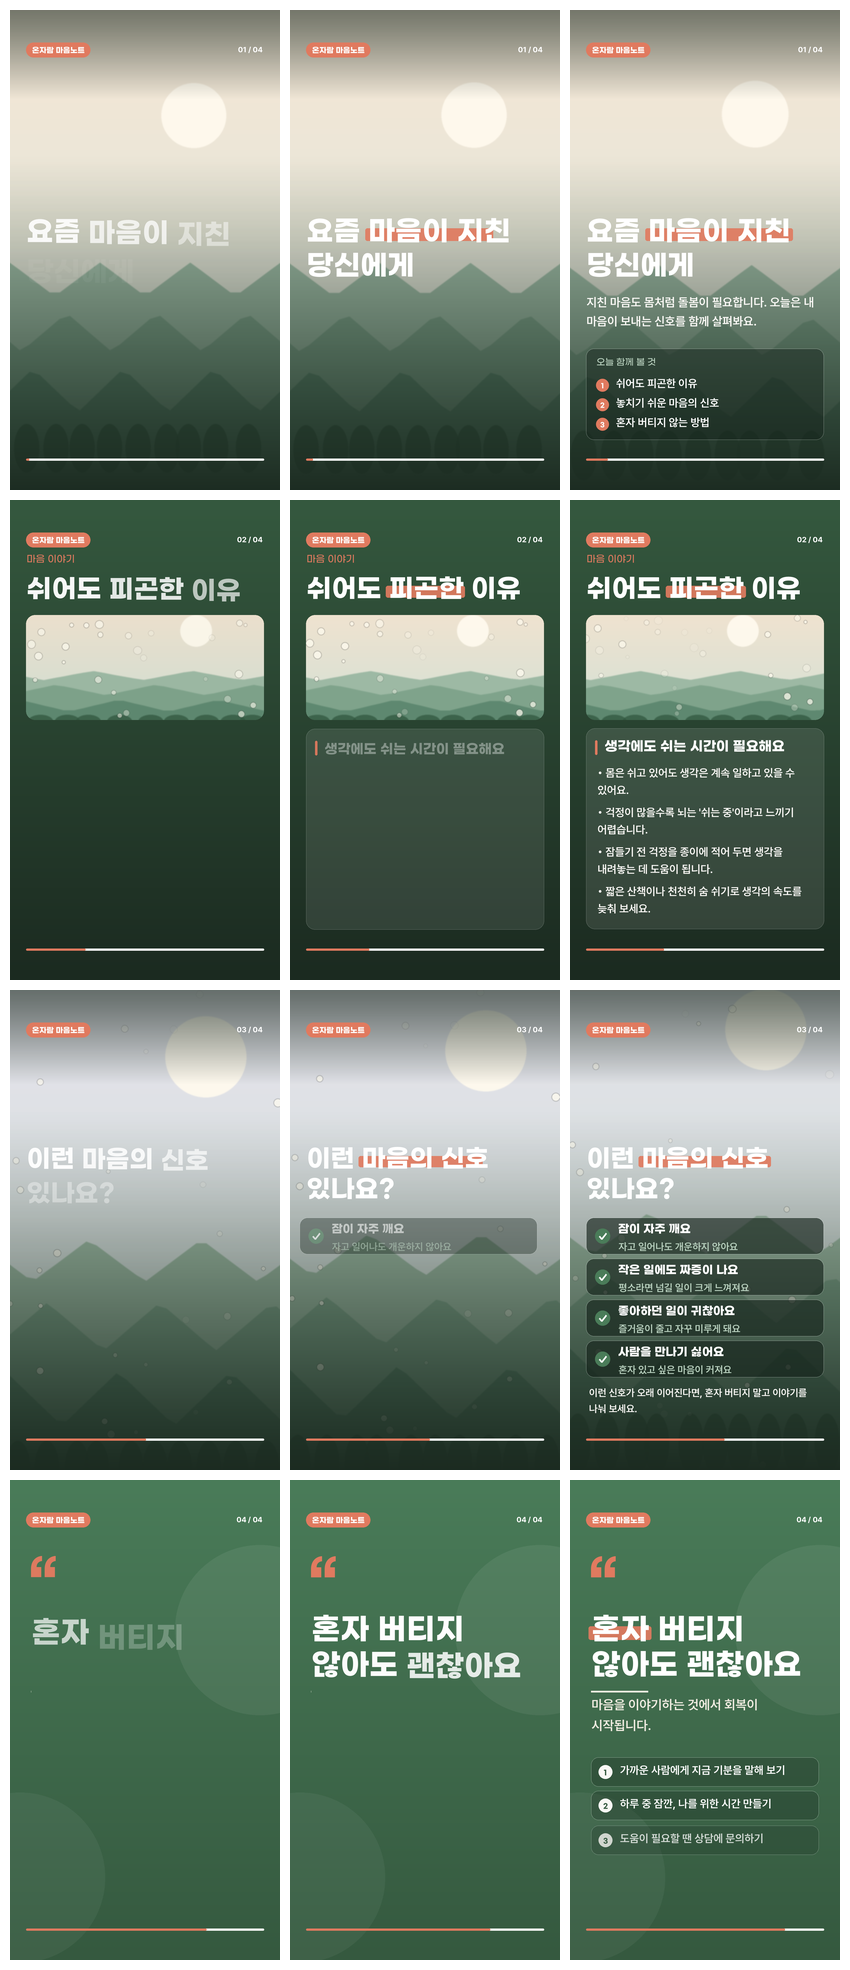 온자람 마음노트
01 / 04
요즘 마음이 지친
당신에게
온자람 마음노트
01 / 04
요즘 마음이 지친
당신에게
온자람 마음노트
01 / 04
요즘 마음이 지친
당신에게
지친 마음도 몸처럼 돌봄이 필요합니다. 오늘은 내
마음이 보내는 신호를 함께 살펴봐요.
오늘 함께 볼 것
1 쉬어도 피곤한 이유
2 놓치기 쉬운 마음의 신호
3 혼자 버티지 않는 방법
온자람 마음노트
02 / 04
마음 이야기
쉬어도 피곤한 이유
온자람 마음노트
02 / 04
마음 이야기
쉬어도 피곤한 이유
생각에도 쉬는 시간이 필요해요
온자람 마음노트
02 / 04
마음 이야기
쉬어도 피곤한 이유
생각에도 쉬는 시간이 필요해요
• 몸은 쉬고 있어도 생각은 계속 일하고 있을 수
있어요.
• 걱정이 많을수록 뇌는 '쉬는 중'이라고 느끼기
어렵습니다.
• 잠들기 전 걱정을 종이에 적어 두면 생각을
내려놓는 데 도움이 됩니다.
• 짧은 산책이나 천천히 숨 쉬기로 생각의 속도를
늦춰 보세요.
온자람 마음노트
03 / 04
이런 마음의 신호
있나요?
온자람 마음노트
03 / 04
이런 마음의 신호
있나요?
잠이 자주 깨요
자고 일어나도 개운하지 않아요
온자람 마음노트
03 / 04
이런 마음의 신호
있나요?
잠이 자주 깨요
자고 일어나도 개운하지 않아요
작은 일에도 짜증이 나요
평소라면 넘길 일이 크게 느껴져요
좋아하던 일이 귀찮아요
즐거움이 줄고 자꾸 미루게 돼요
사람을 만나기 싫어요
혼자 있고 싶은 마음이 커져요
이런 신호가 오래 이어진다면, 혼자 버티지 말고 이야기를
나눠 보세요.
온자람 마음노트
04 / 04
“
혼자 버티지
온자람 마음노트
04 / 04
“
혼자 버티지
않아도 괜찮아요
온자람 마음노트
04 / 04
“
혼자 버티지
않아도 괜찮아요
마음을 이야기하는 것에서 회복이
시작됩니다.
1 가까운 사람에게 지금 기분을 말해 보기
2 하루 중 잠깐, 나를 위한 시간 만들기
3 도움이 필요할 땐 상담에 문의하기